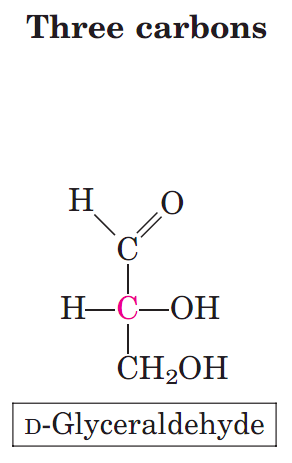 Three carbons
H O
C
H—C—OH
CH₂OH
D-Glyceraldehyde